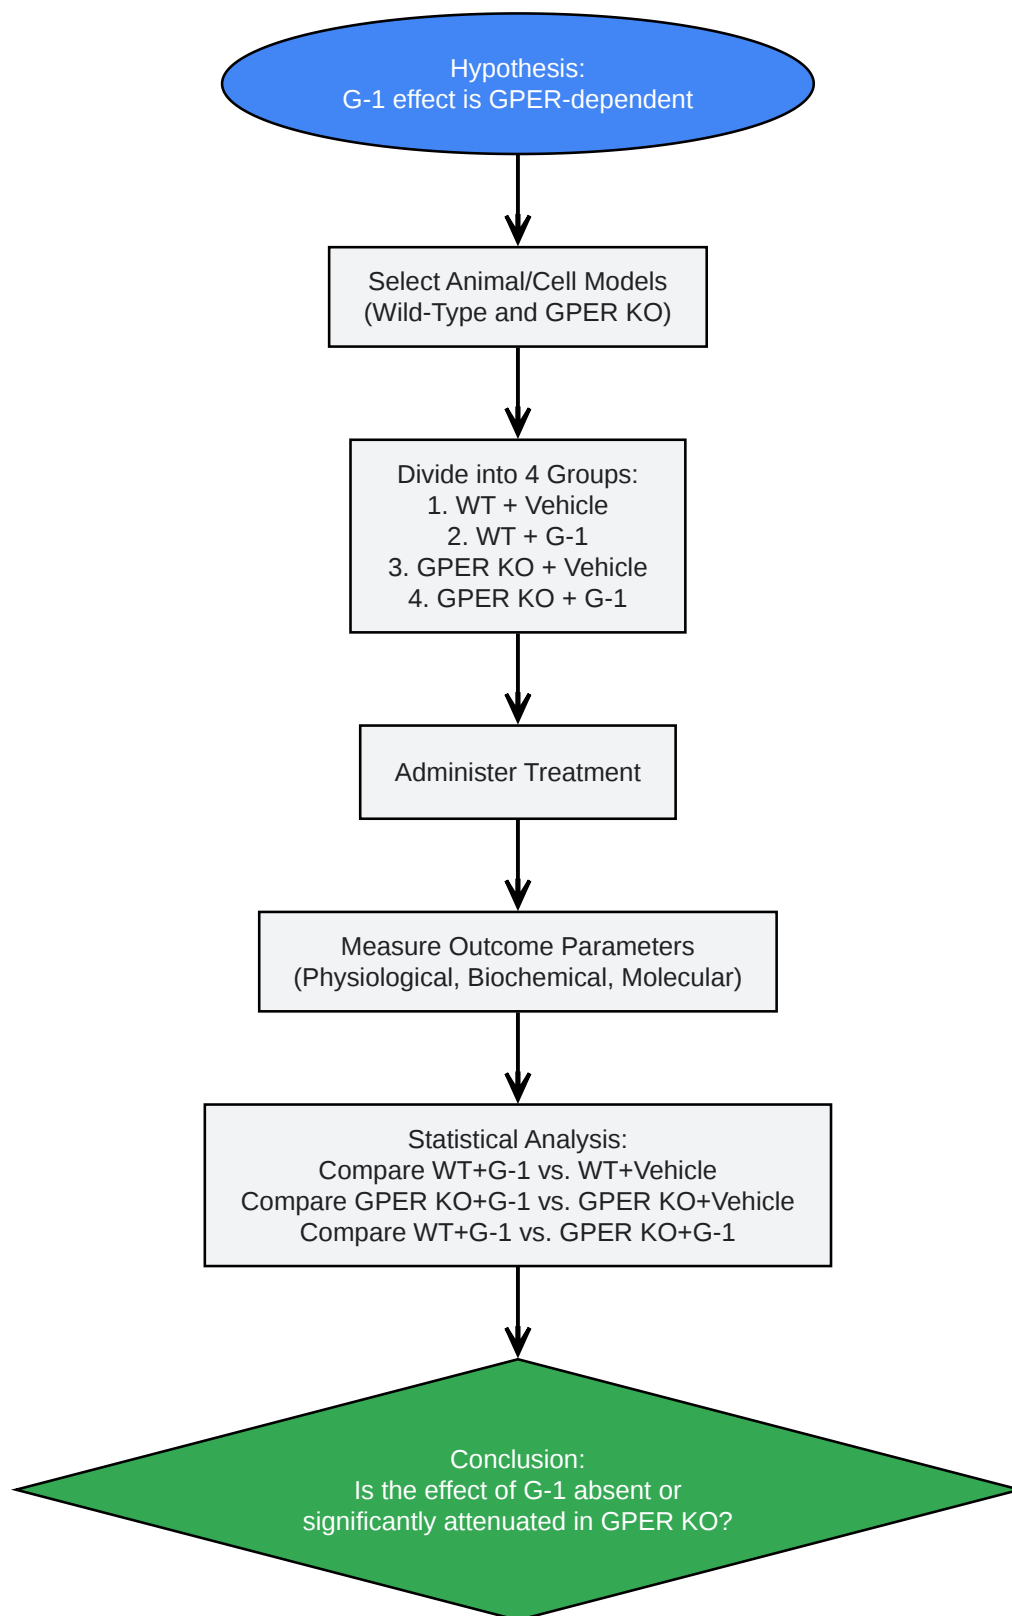 Hypothesis:
G-1 effect is GPER-dependent
Select Animal/Cell Models
(Wild-Type and GPER KO)
Divide into 4 Groups:
1. WT + Vehicle
2. WT + G-1
3. GPER KO + Vehicle
4. GPER KO + G-1
Administer Treatment
Measure Outcome Parameters
(Physiological, Biochemical, Molecular)
Statistical Analysis:
Compare WT+G-1 vs. WT+Vehicle
Compare GPER KO+G-1 vs. GPER KO+Vehicle
Compare WT+G-1 vs. GPER KO+G-1
Conclusion:
Is the effect of G-1 absent or
significantly attenuated in GPER KO?